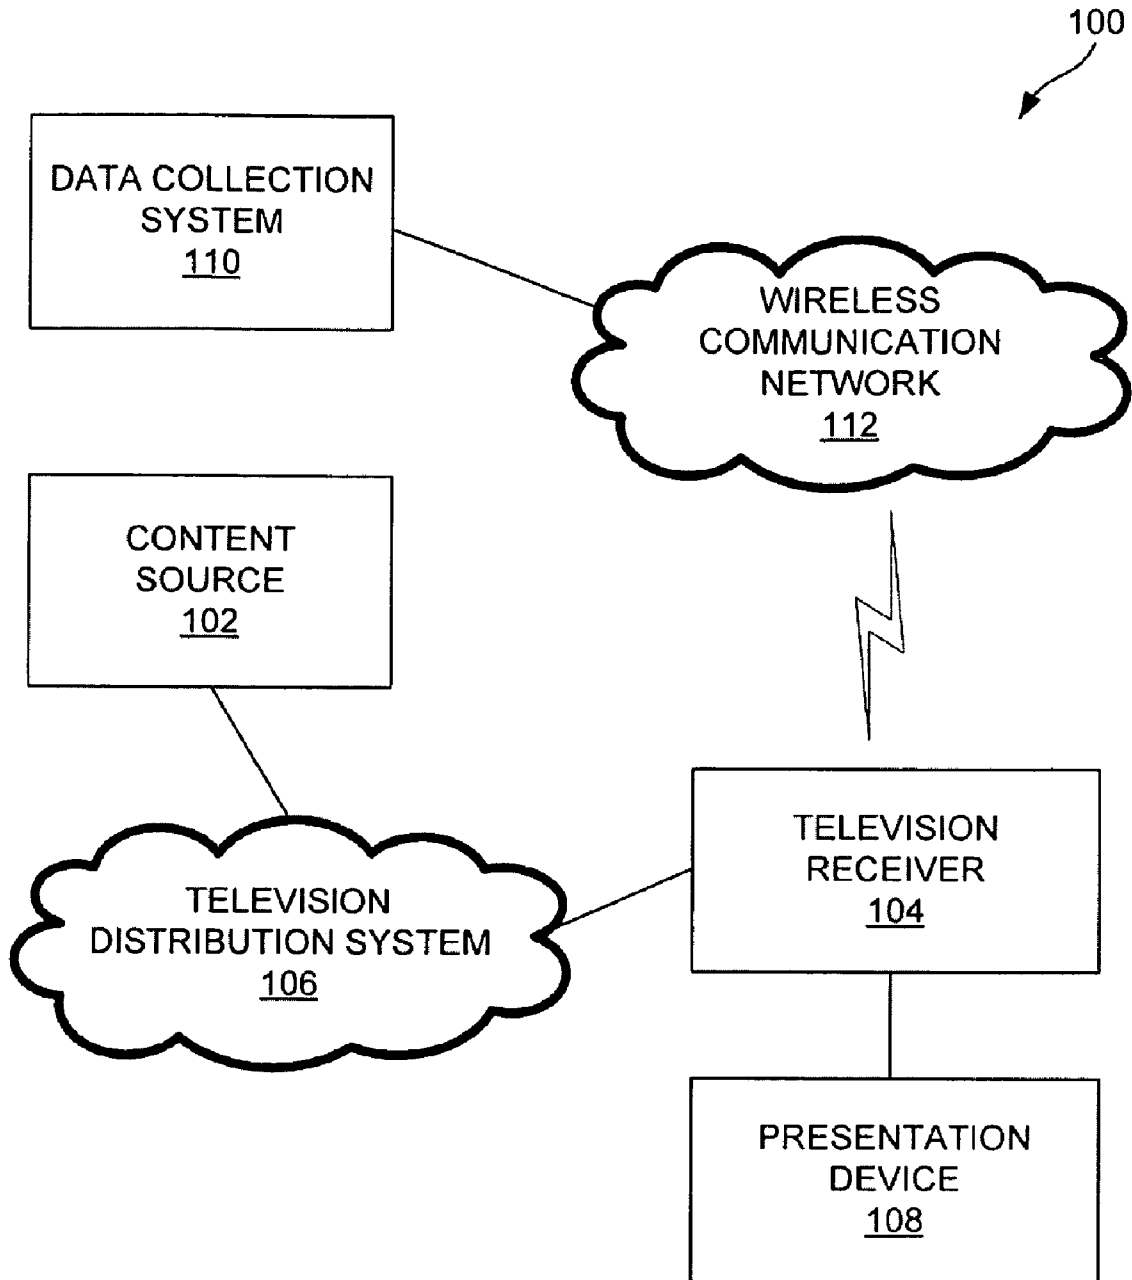 100
DATA COLLECTION
SYSTEM
110
WIRELESS
COMMUNICATION
NETWORK
112
CONTENT
SOURCE
102
TELEVISION
RECEIVER
104
TELEVISION
DISTRIBUTION SYSTEM
106
PRESENTATION
DEVICE
108